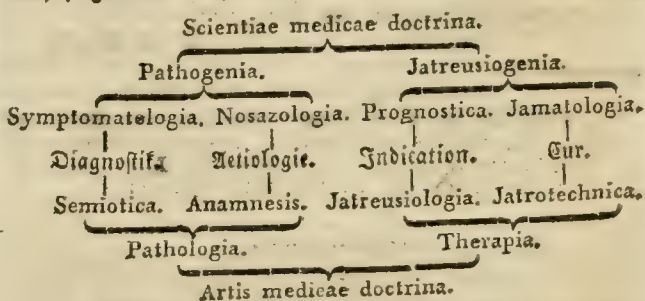 Scientiae medicae doctrina.
Pathogenia. Jatreusiogenia.
Symptomatelogia. Nosazologia. Prognostica. Jamatologia.
Diagnoſtik. Aetiologie. Indication. Cur.
Semiotica. Anamnesis. Jatreusiologia. Jatrotechnica.
Pathologia. Therapia.
Artis medicae doctrina.